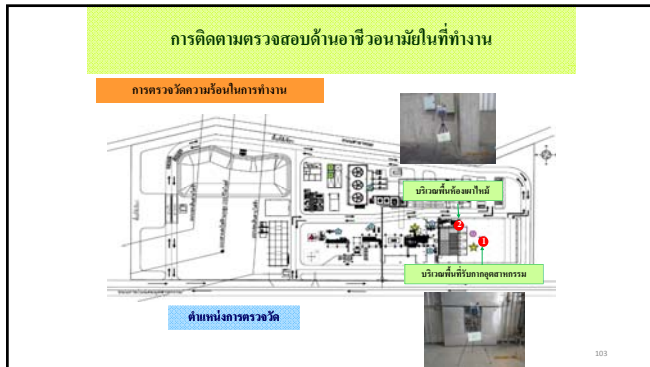 การติดตามตรวจสอบด้านอาชีวอนามัยในที่ทำงาน
การตรวจวัดความร้อนในการทำงาน
บริเวณพื้นห้องเผาไหม้
2
1
บริเวณพื้นที่รับกากอุตสาหกรรม
ตำแหน่งการตรวจวัด
103